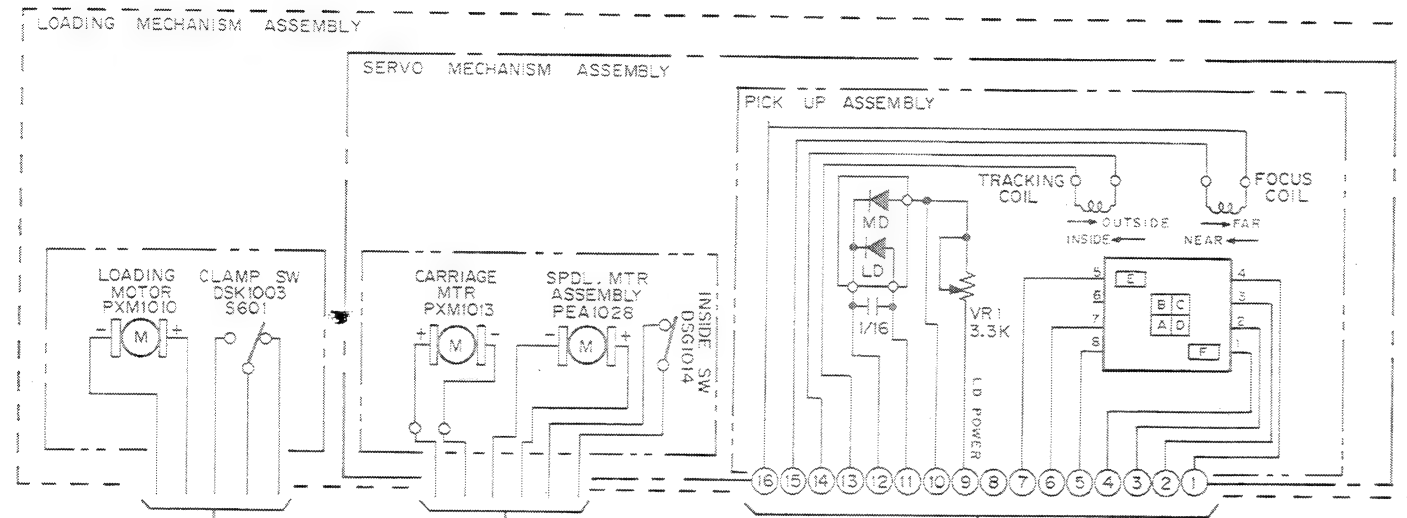 LOADING MECHANISM ASSEMBLY
SERVO MECHANISM ASSEMBLY
PICK UP ASSEMBLY
TRACKING
COIL
FOCUS
COIL
OUTSIDE
INSIDE
FAR
NEAR
MD
LD
1/16
VR1
3.3K
LD POWER
5
6
7
8
4
3
2
1
E
B C
A D
F
LOADING
MOTOR
PXM1010
- M +
CLAMP SW
DSK1003
S601
CARRIAGE
MTR
PXM1013
+ M -
SPDL. MTR
ASSEMBLY
PEA1028
- M +
INSIDE SW
DSG1014
16 15 14 13 12 11 10 9 8 7 6 5 4 3 2 1